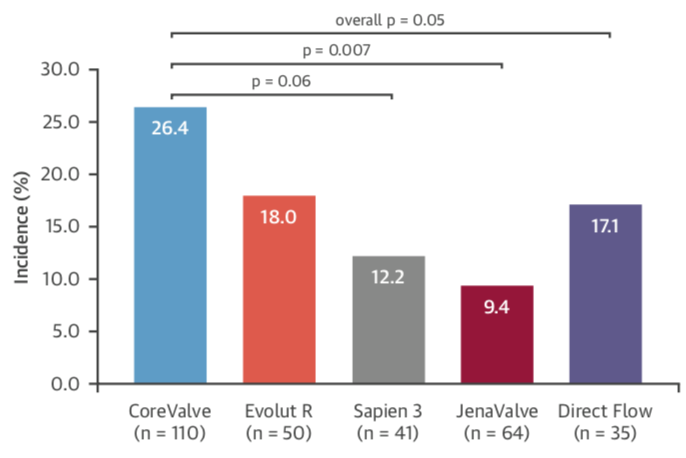 overall p = 0.05
p = 0.007
p = 0.06
30.0
25.0
20.0
15.0
10.0
5.0
0.0
Incidence (%)
26.4
18.0
12.2
9.4
17.1
CoreValve
(n = 110)
Evolut R
(n = 50)
Sapien 3
(n = 41)
JenaValve
(n = 64)
Direct Flow
(n = 35)